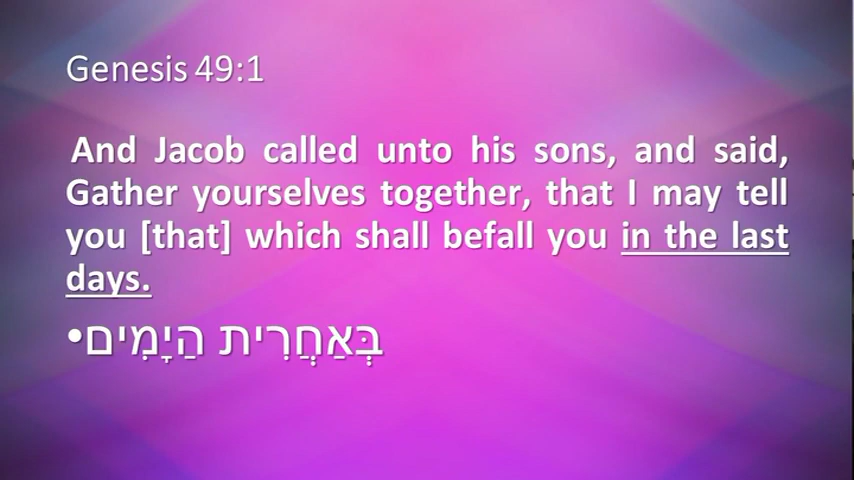 Genesis 49:1
And Jacob called unto his sons, and said,
Gather yourselves together, that I may tell
you [that] which shall befall you in the last
days.
•בְּאַחֲרִית הַיָּמִים